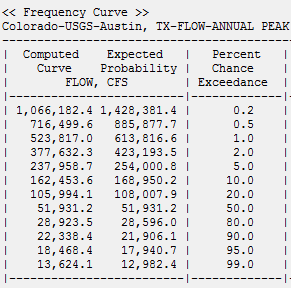 << Frequency Curve >>
Colorado-USGS-Austin, TX-FLOW-ANNUAL PEAK
| Computed Expected | Percent |
| Curve Probability | Chance |
| FLOW, CFS | Exceedance |
| 1,066,182.4 1,428,381.4 | 0.2 |
| 716,499.6 885,877.7 | 0.5 |
| 523,817.0 613,816.6 | 1.0 |
| 377,632.3 423,193.5 | 2.0 |
| 237,958.7 254,000.8 | 5.0 |
| 162,453.6 168,950.2 | 10.0 |
| 105,994.1 108,007.9 | 20.0 |
| 51,931.2 51,931.2 | 50.0 |
| 28,923.5 28,596.0 | 80.0 |
| 22,338.4 21,906.1 | 90.0 |
| 18,468.4 17,940.7 | 95.0 |
| 13,624.1 12,982.4 | 99.0 |